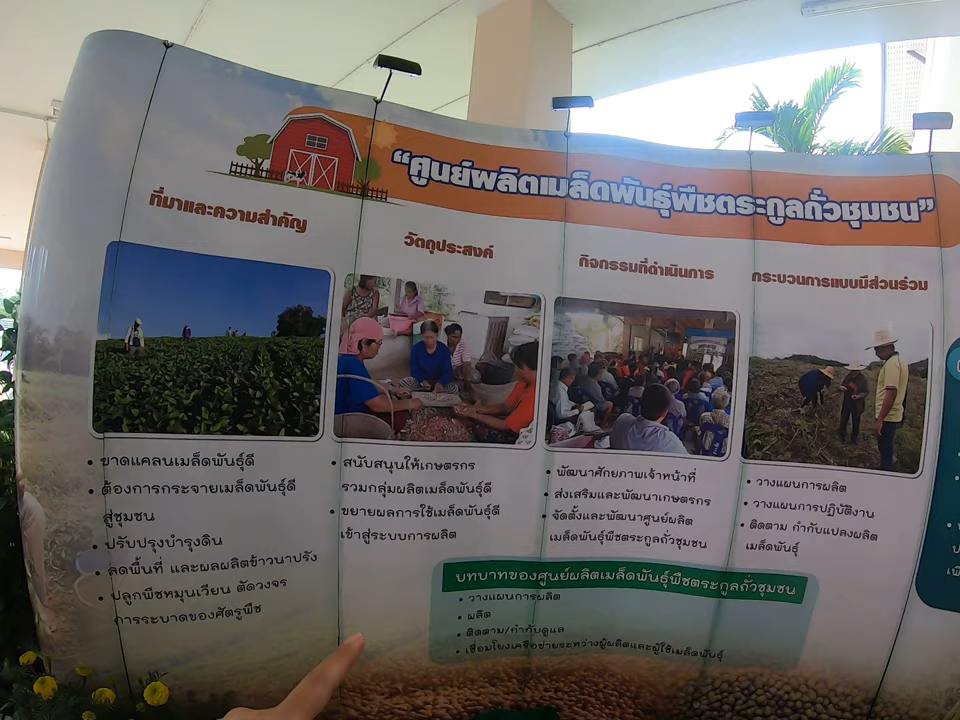 “ศูนย์ผลิตเมล็ดพันธุ์พืชตระกูลถั่วชุมชน”
ที่มาและความสำคัญ
• ขาดแคลนเมล็ดพันธุ์ดี
• ต้องการกระจายเมล็ดพันธุ์ดี
สู่ชุมชน
• ปรับปรุงบำรุงดิน
• ลดพื้นที่ และผลผลิตข้าวนาปรัง
• ปลูกพืชหมุนเวียน ตัดวงจร
การระบาดของศัตรูพืช
วัตถุประสงค์
• สนับสนุนให้เกษตรกร
รวมกลุ่มผลิตเมล็ดพันธุ์ดี
• ขยายผลการใช้เมล็ดพันธุ์ดี
เข้าสู่ระบบการผลิต
กิจกรรมที่ดำเนินการ
• พัฒนาศักยภาพเจ้าหน้าที่
• ส่งเสริมและพัฒนาเกษตรกร
• จัดตั้งและพัฒนาศูนย์ผลิต
เมล็ดพันธุ์พืชตระกูลถั่วชุมชน
กระบวนการแบบมีส่วนร่วม
• วางแผนการผลิต
• วางแผนการปฏิบัติงาน
• ติดตาม กำกับแปลงผลิต
เมล็ดพันธุ์
บทบาทของศูนย์ผลิตเมล็ดพันธุ์พืชตระกูลถั่วชุมชน
• วางแผนการผลิต
• ผลิต
• ติดตาม/กำกับดูแล
• เชื่อมโยงเครือข่ายระหว่างผู้ผลิตและผู้ใช้เมล็ดพันธุ์